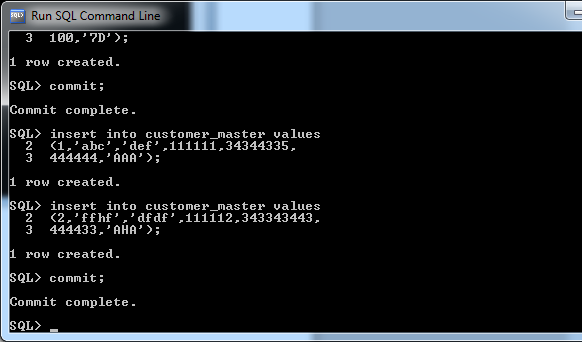 Run SQL Command Line
3 100,'7D');
1 row created.
SQL> commit;
Commit complete.
SQL> insert into customer_master values
2 (1,'abc','def',111111,34344335,
3 444444,'AAA');
1 row created.
SQL> insert into customer_master values
2 (2,'ffhf','dfdf',111112,343343443,
3 444433,'AHA');
1 row created.
SQL> commit;
Commit complete.
SQL> _